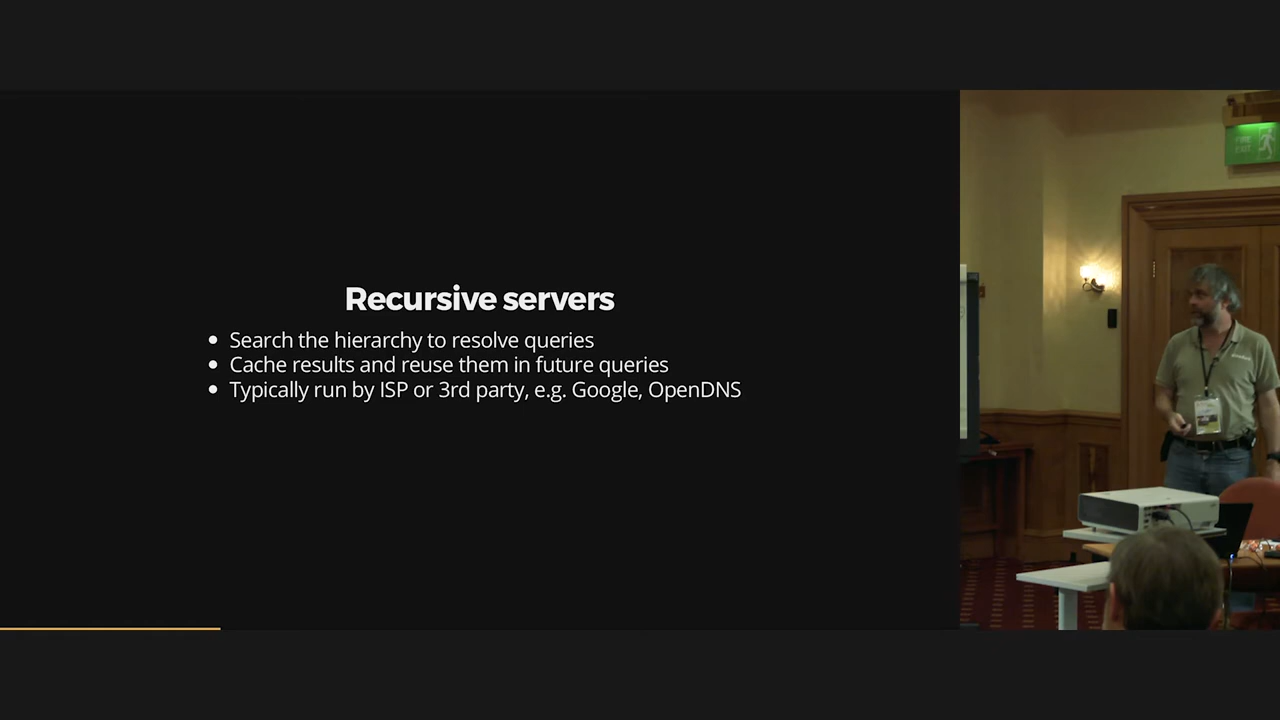 Recursive servers
Search the hierarchy to resolve queries
Cache results and reuse them in future queries
Typically run by ISP or 3rd party, e.g. Google, OpenDNS